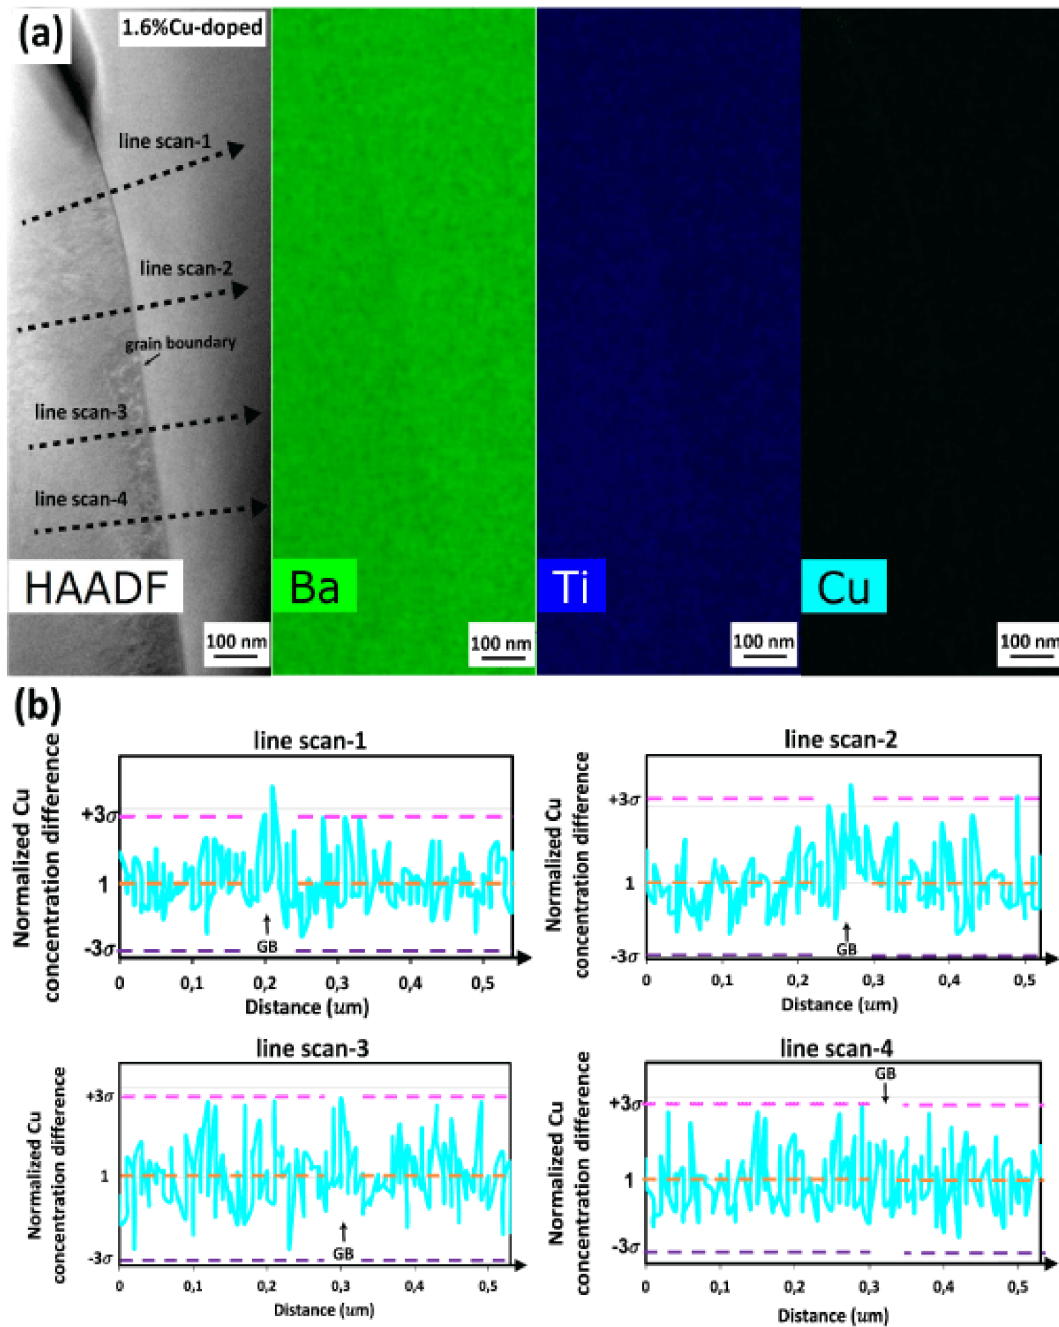 (a)
1.6%Cu-doped
line scan-1
line scan-2
grain boundary
line scan-3
line scan-4
HAADF
Ba
Ti
Cu
100 nm
100 nm
100 nm
100 nm
(b)
line scan-1
Normalized Cu
concentration difference
+3σ
1
-3σ
GB
0 0,1 0,2 0,3 0,4 0,5
Distance (um)
line scan-2
Normalized Cu
concentration difference
+3σ
1
-3σ
GB
0 0,1 0,2 0,3 0,4 0,5
Distance (um)
line scan-3
Normalized Cu
concentration difference
+3σ
1
-3σ
GB
0 0,1 0,2 0,3 0,4 0,5
Distance (um)
line scan-4
GB
Normalized Cu
concentration difference
+3σ
1
-3σ
0 0,1 0,2 0,3 0,4 0,5
Distance (um)